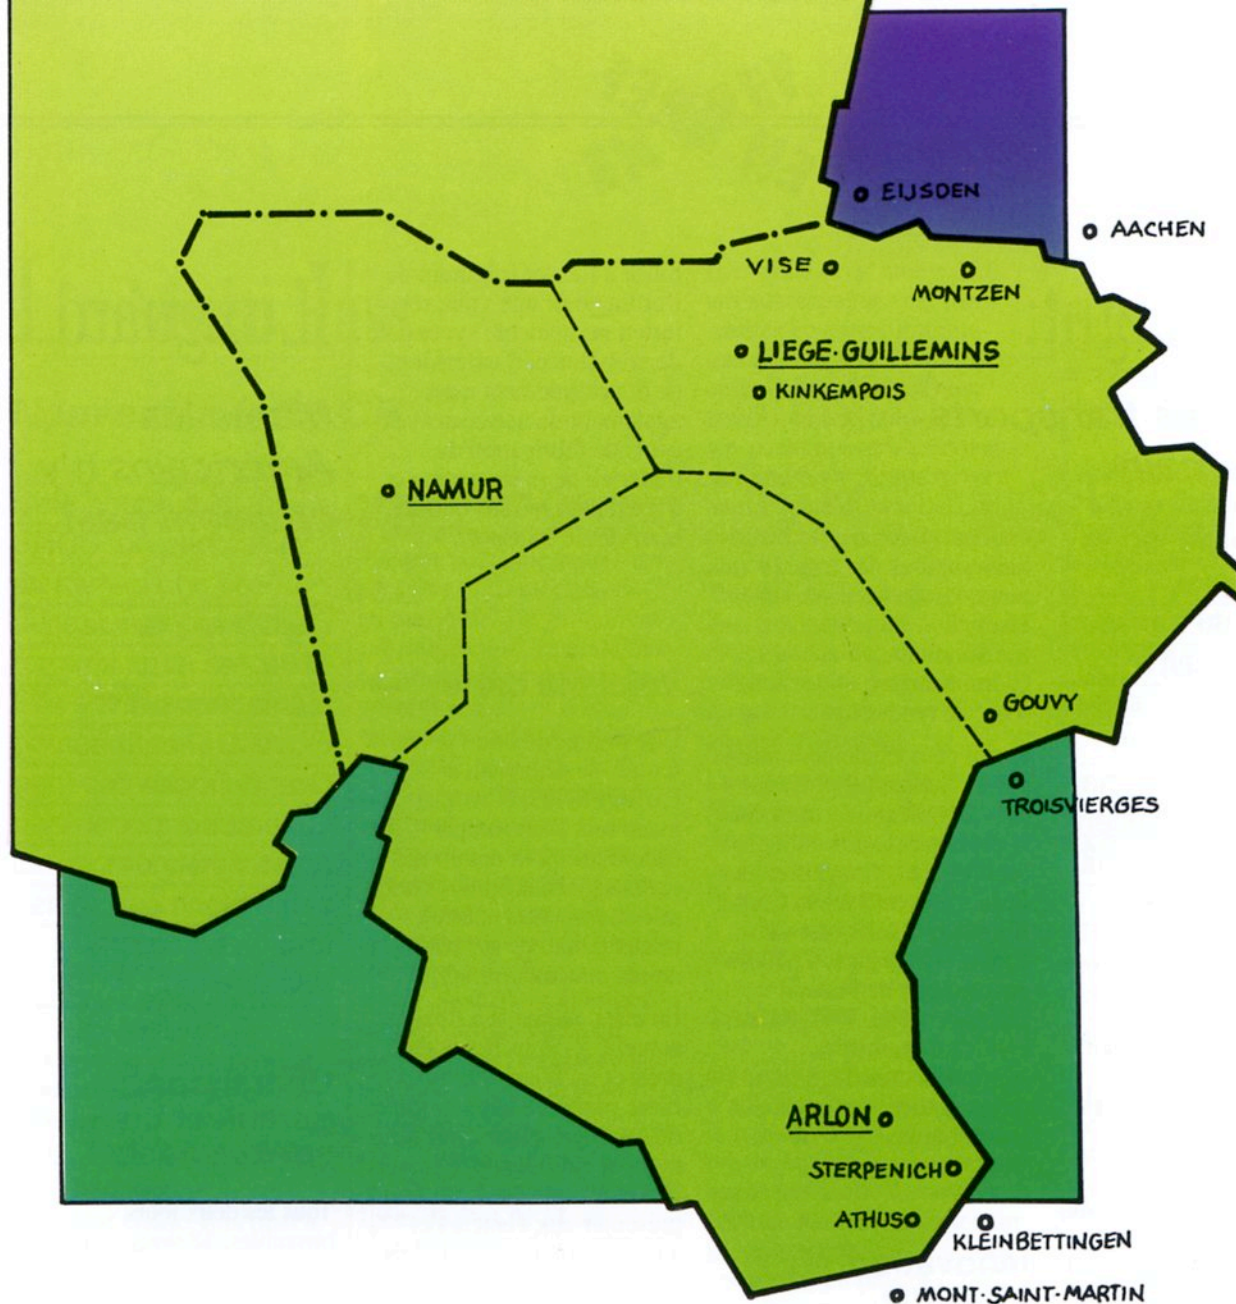 EIJSDEN
AACHEN
VISE
MONTZEN
LIEGE·GUILLEMINS
KINKEMPOIS
NAMUR
GOUVY
TROISVIERGES
ARLON
STERPENICH
ATHUS
KLEINBETTINGEN
MONT·SAINT·MARTIN